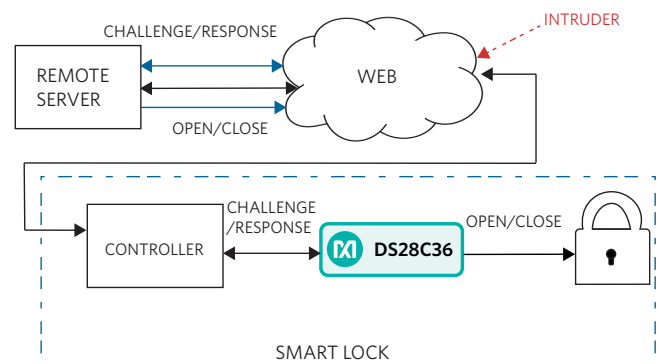 CHALLENGE/RESPONSE
INTRUDER
REMOTE
SERVER
WEB
OPEN/CLOSE
CHALLENGE
/RESPONSE
OPEN/CLOSE
CONTROLLER
DS28C36
SMART LOCK